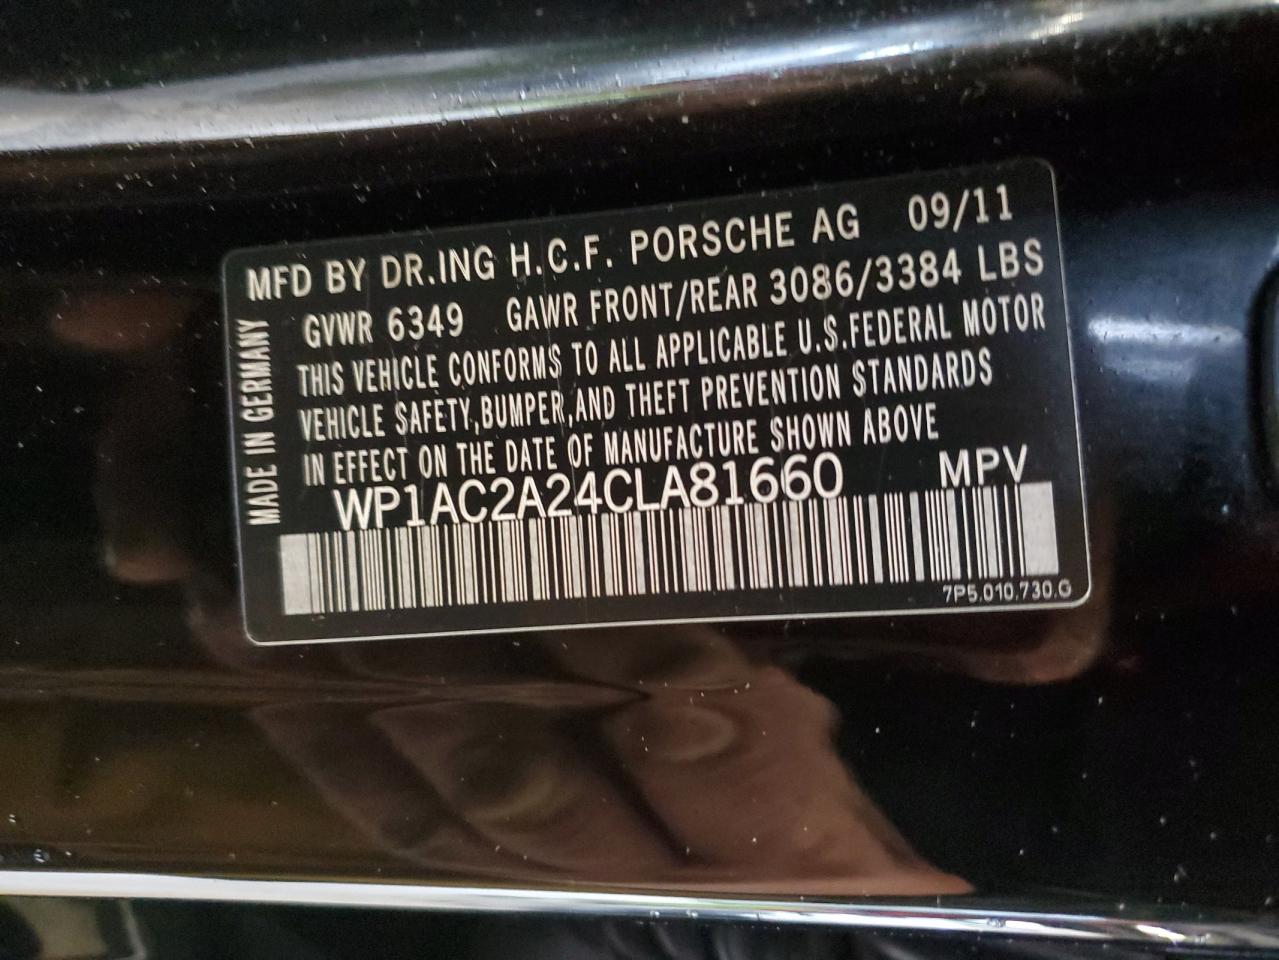 MFD BY DR.ING H.C.F. PORSCHE AG 09/11
GVWR 6349 GAWR FRONT/REAR 3086/3384 LBS
THIS VEHICLE CONFORMS TO ALL APPLICABLE U.S.FEDERAL MOTOR
VEHICLE SAFETY,BUMPER,AND THEFT PREVENTION STANDARDS
IN EFFECT ON THE DATE OF MANUFACTURE SHOWN ABOVE
WP1AC2A24CLA81660 MPV
7P5.010.730.G
MADE IN GERMANY